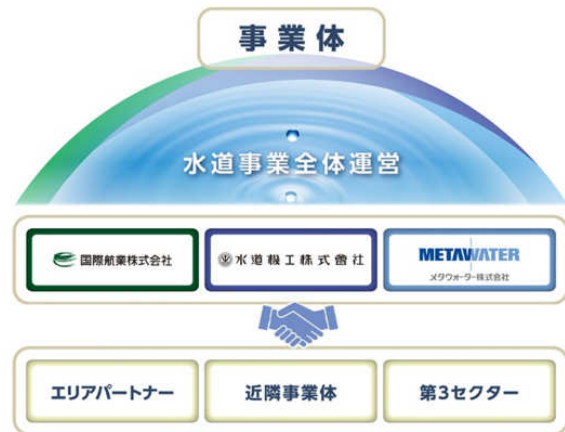 事業体
水道事業全体運営
国際航業株式会社
水道機工株式會社
METAWATER
メタウォーター株式会社
エリアパートナー
近隣事業体
第3セクター